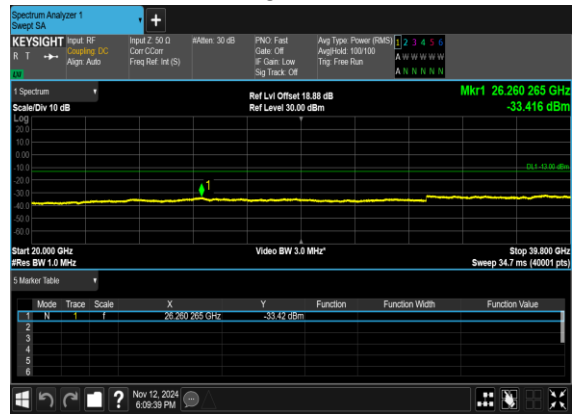 Spectrum Analyzer 1
Swept SA
+
KEYSIGHT Input: RF Input Z: 50 Ω #Atten: 30 dB PNO: Fast Avg Type: Power (RMS) 1 2 3 4 5 6
R T Coupling: DC Corr CCorr Gate: Off Avg|Hold: 100/100 A W W W W W
Align: Auto Freq Ref: Int (S) IF Gain: Low Trig: Free Run
Sig Track: Off A N N N N N
1 Spectrum Ref Lvl Offset 18.88 dB Mkr1 26.260 265 GHz
Scale/Div 10 dB Ref Level 30.00 dBm -33.416 dBm
Log
20.0
10.0
0.00
-10.0
DL1 -13.00 dBm
-20.0
1
-30.0
-40.0
-50.0
-60.0
Start 20.000 GHz Video BW 3.0 MHz* Stop 39.800 GHz
#Res BW 1.0 MHz Sweep 34.7 ms (40001 pts)
5 Marker Table
Mode Trace Scale X Y Function Function Width Function Value
1 N 1 f 26.260 265 GHz -33.42 dBm
2
3
4
5
6
? Nov 12, 2024
6:09:39 PM